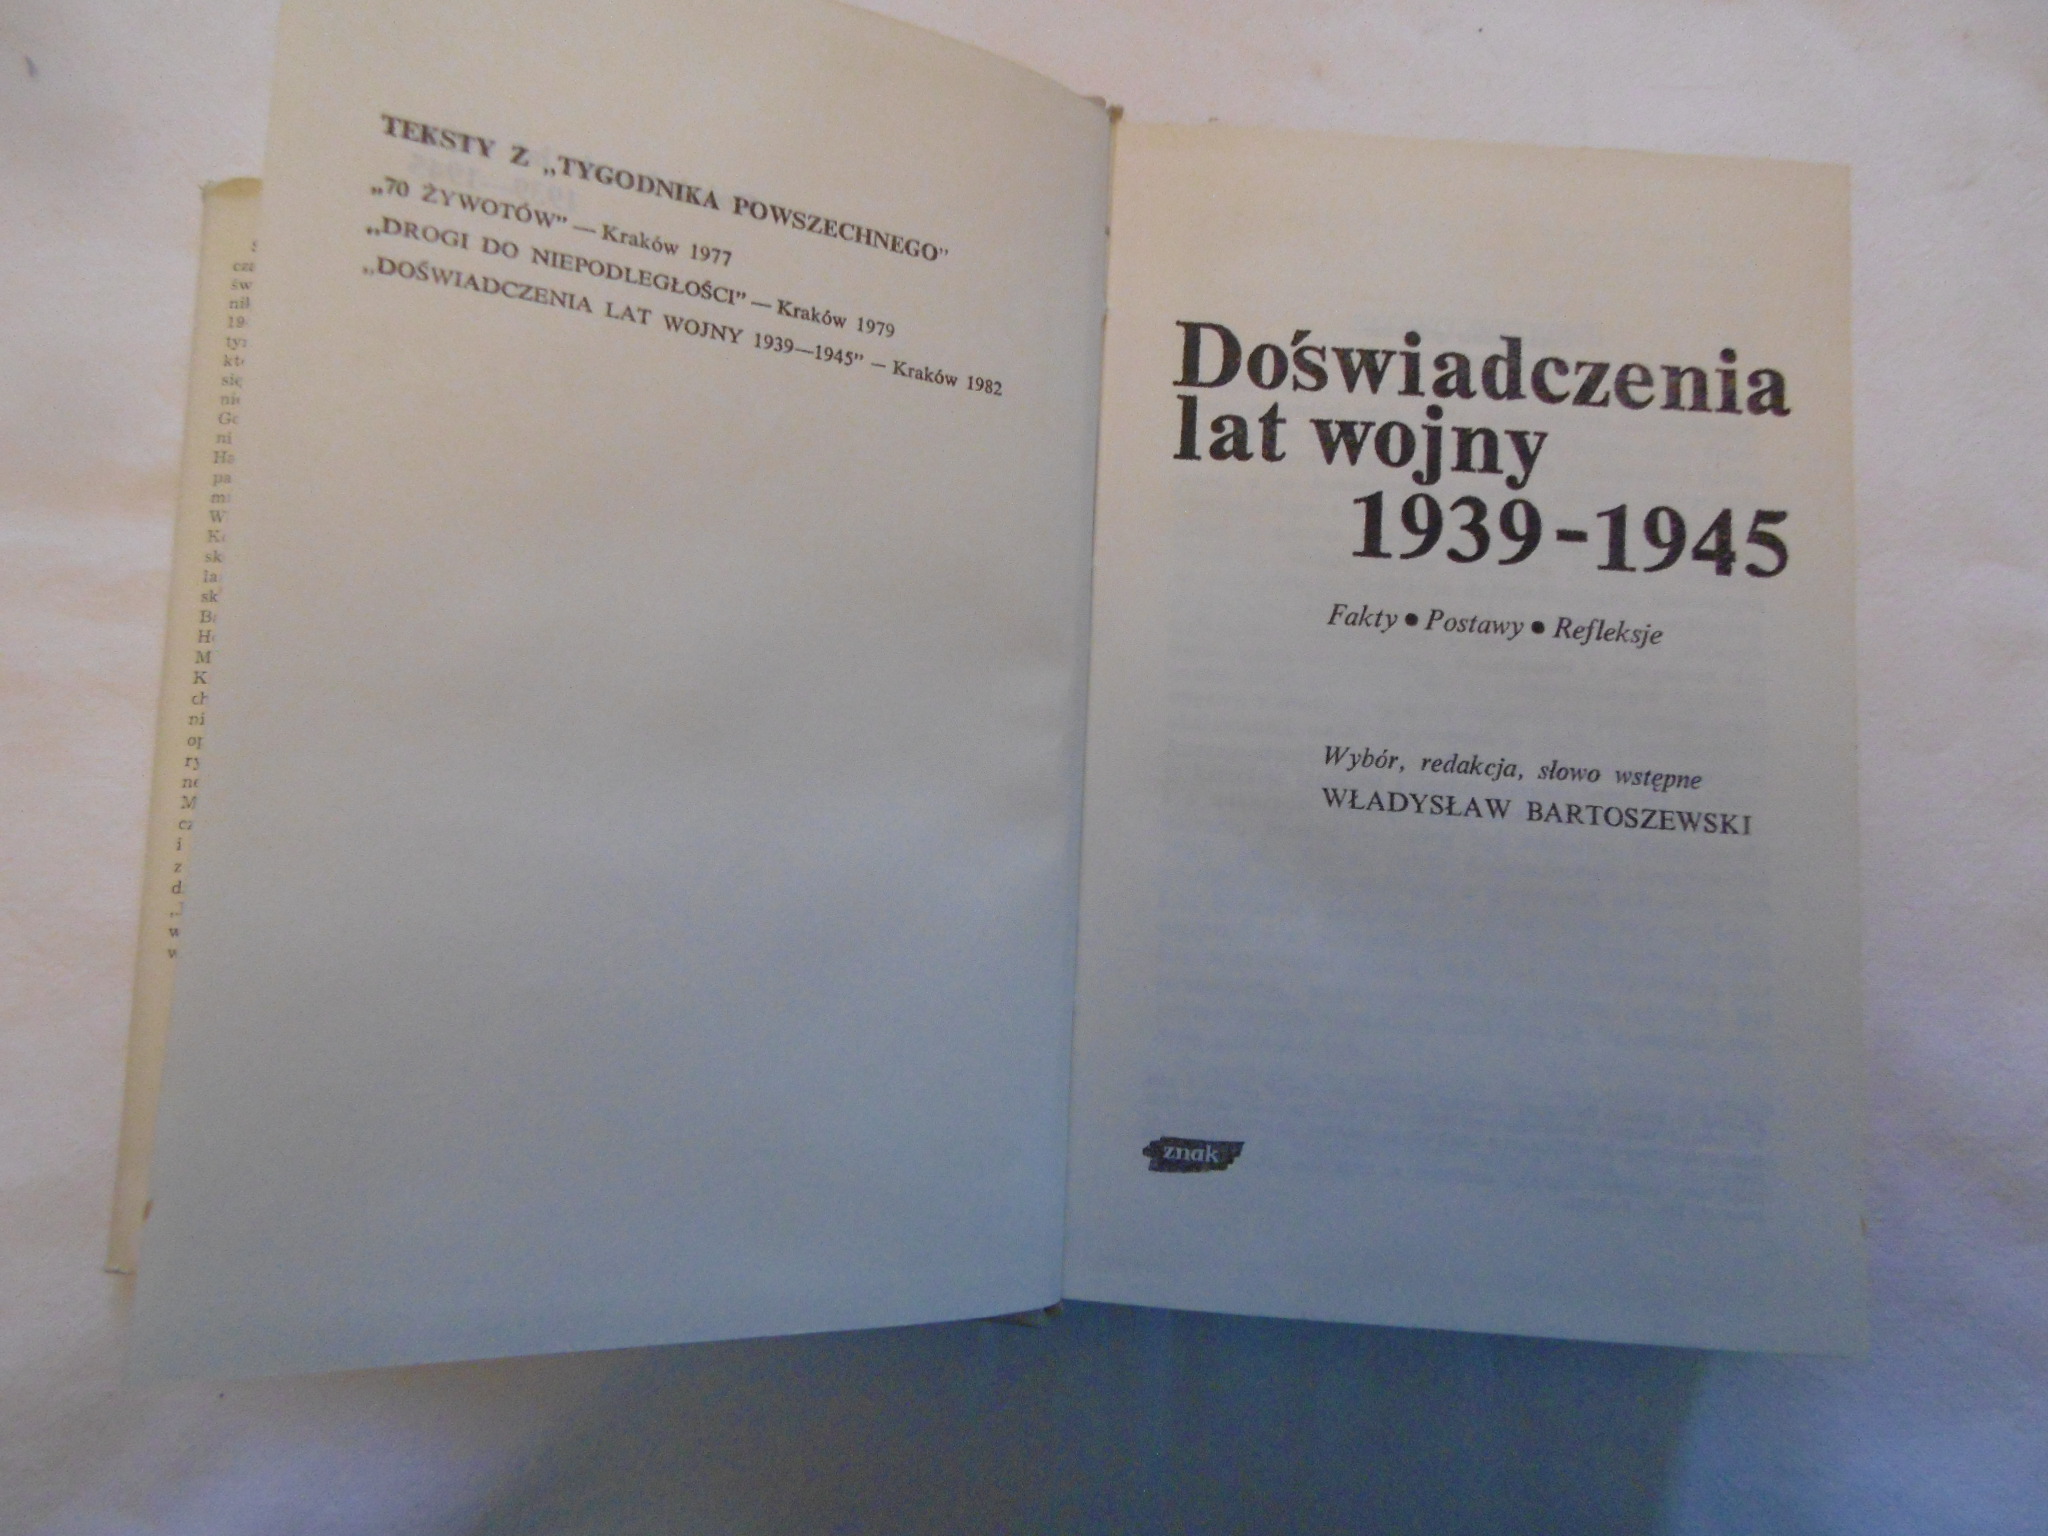 TEKSTY Z „TYGODNIKA POWSZECHNEGO”
„70 ŻYWOTÓW” — Kraków 1977
„DROGI DO NIEPODLEGŁOŚCI” — Kraków 1979
„DOŚWIADCZENIA LAT WOJNY 1939—1945” — Kraków 1982
Doświadczenia
lat wojny
1939-1945
Fakty ● Postawy ● Refleksje
Wybór, redakcja, słowo wstępne
WŁADYSŁAW BARTOSZEWSKI
znak